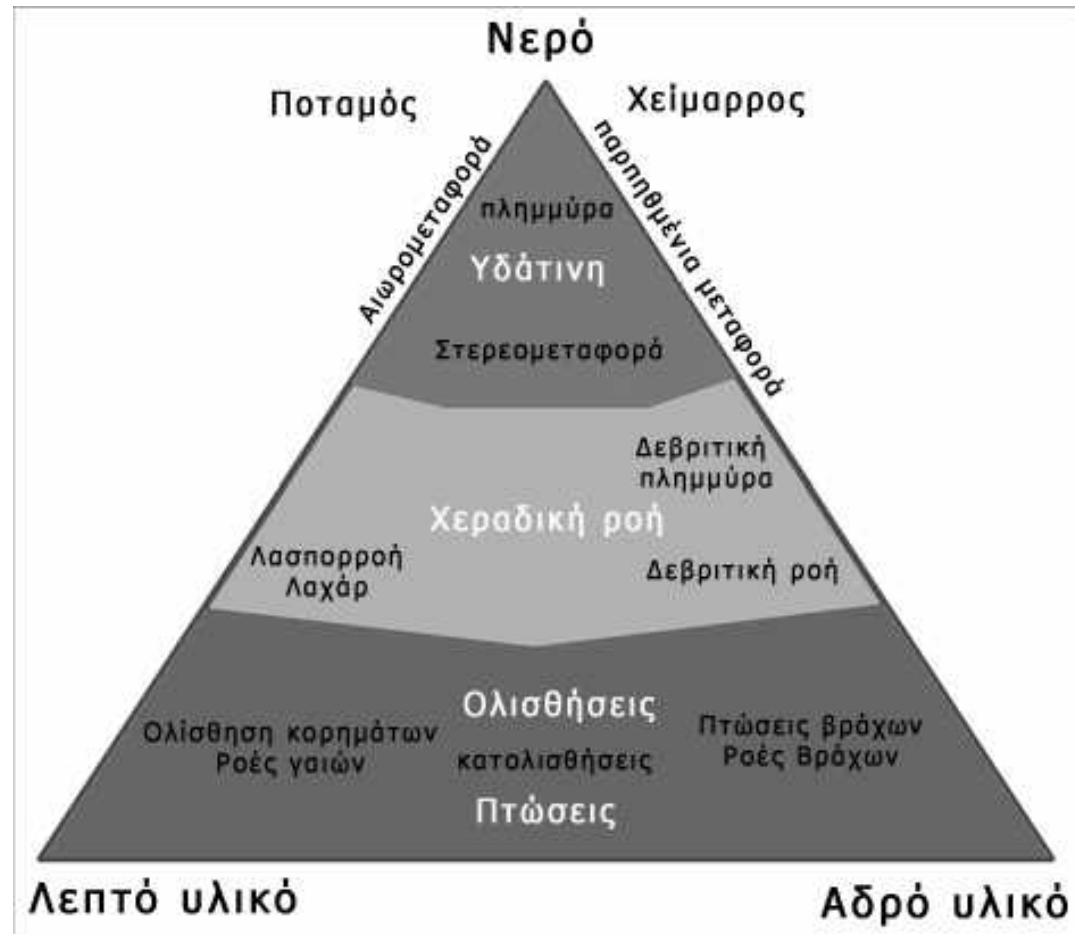 Νερό
Ποταμός
Χείμαρρος
Αιωρομεταφορά
παρπηθμένια μεταφορά
πλημμύρα
Υδάτινη
Στερεομεταφορά
Δεβριτική
πλημμύρα
Χεραδική ροή
Λασπορροή
Λαχάρ
Δεβριτική ροή
Ολισθήσεις
Ολίσθηση κορημάτων
Ροές γαιών
κατολισθήσεις
Πτώσεις βράχων
Ροές Βράχων
Πτώσεις
Λεπτό υλικό
Αδρό υλικό